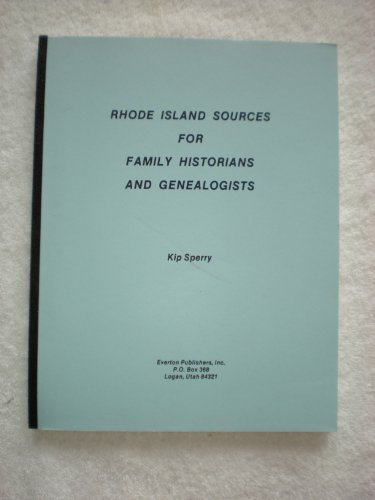 RHODE ISLAND SOURCES
FOR
FAMILY HISTORIANS
AND GENEALOGISTS
Kip Sperry
Everton Publishers, Inc.
P.O. Box 368
Logan, Utah 84321